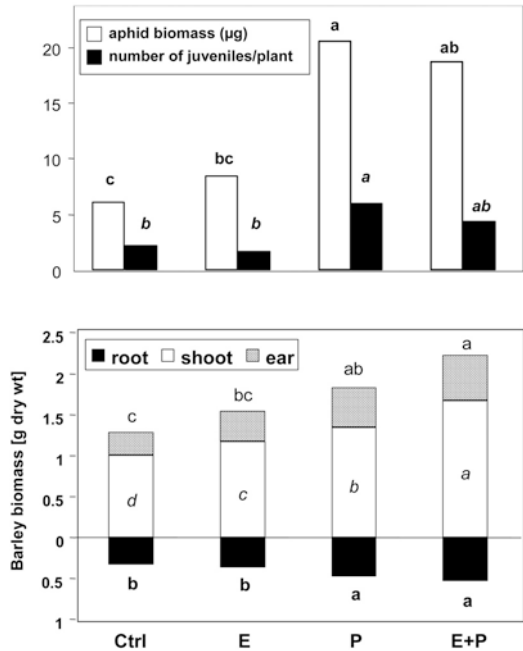 aphid biomass (µg)
number of juveniles/plant
20
15
10
5
0
c
b
bc
b
a
a
ab
ab
root shoot ear
Barley biomass [g dry wt]
2.5
2
1.5
1
0.5
0
0.5
1
c
bc
ab
a
d
c
b
a
b
b
a
a
Ctrl E P E+P